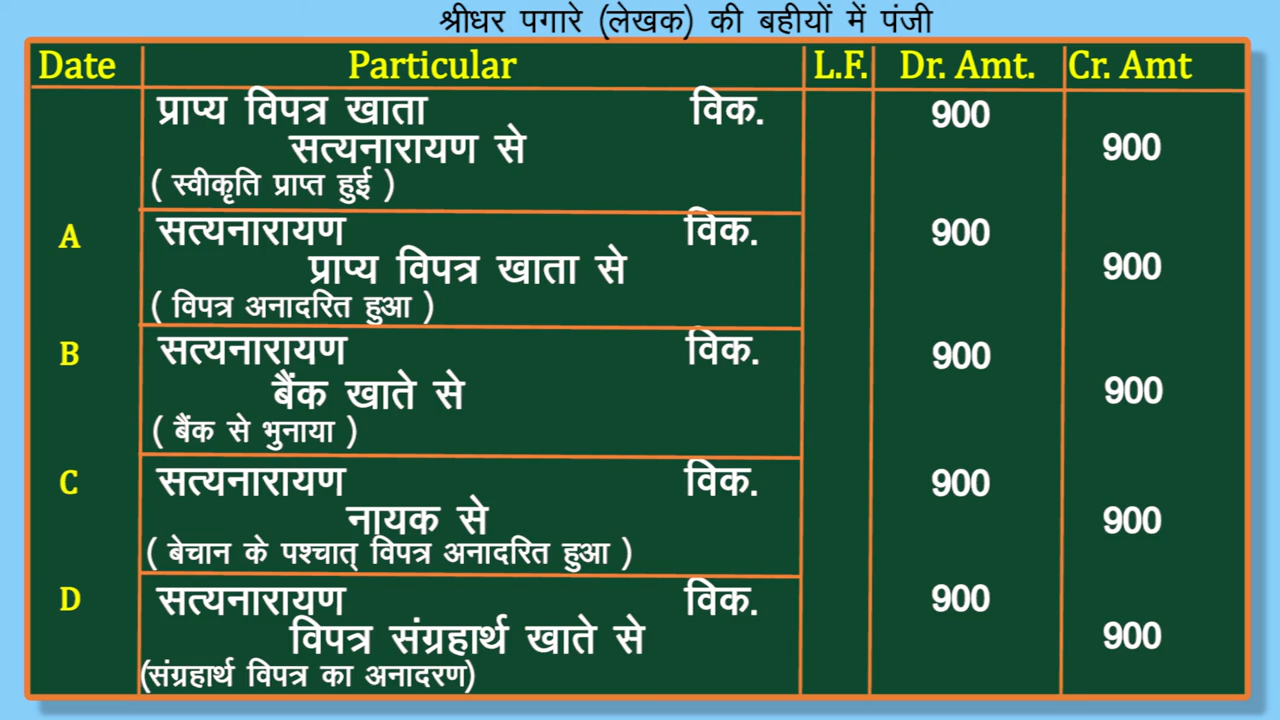 श्रीधर पगारे (लेखक) की बहीयों में पंजी
Date Particular L.F. Dr. Amt. Cr. Amt
प्राप्य विपत्र खाता विक. 900
सत्यनारायण से 900
( स्वीकृति प्राप्त हुई )
A सत्यनारायण विक. 900
प्राप्य विपत्र खाता से 900
( विपत्र अनादरित हुआ )
B सत्यनारायण विक. 900
बैंक खाते से 900
( बैंक से भुनाया )
C सत्यनारायण विक. 900
नायक से 900
( बेचान के पश्चात् विपत्र अनादरित हुआ )
D सत्यनारायण विक. 900
विपत्र संग्रहार्थ खाते से 900
(संग्रहार्थ विपत्र का अनादरण)